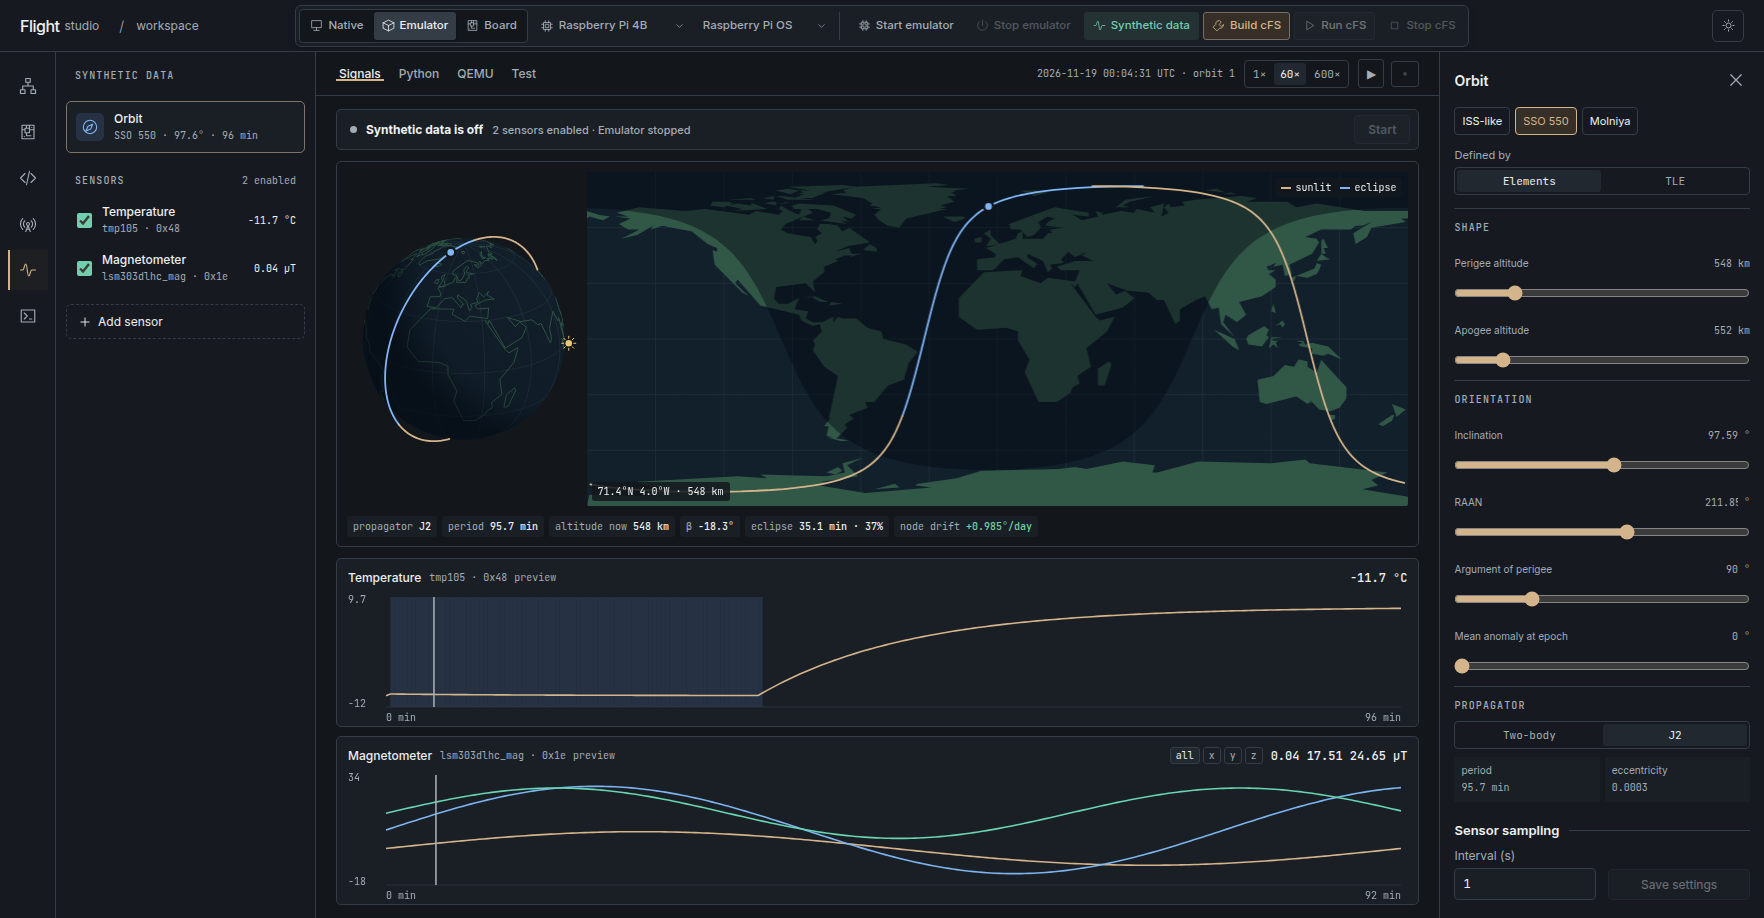 Flight studio / workspace
Native Emulator Board Raspberry Pi 4B Raspberry Pi OS Start emulator Stop emulator Synthetic data Build cFS Run cFS Stop cFS
SYNTHETIC DATA
Orbit
SSO 550 · 97.6° · 96 min
SENSORS 2 enabled
Temperature
tmp105 · 0x48
-11.7 °C
Magnetometer
lsm303dlhc_mag · 0x1e
0.04 µT
+ Add sensor
Signals Python QEMU Test
2026-11-19 00:04:31 UTC · orbit 1 1× 60× 600×
Synthetic data is off 2 sensors enabled · Emulator stopped Start
sunlit eclipse
71.4°N 4.0°W · 548 km
propagator J2 period 95.7 min altitude now 548 km β -18.3° eclipse 35.1 min · 37% node drift +0.985°/day
Temperature tmp105 · 0x48 preview -11.7 °C
9.7
-12
0 min 96 min
Magnetometer lsm303dlhc_mag · 0x1e preview all x y z 0.04 17.51 24.65 µT
34
-18
0 min 92 min
Orbit
ISS-like SSO 550 Molniya
Defined by
Elements TLE
SHAPE
Perigee altitude 548 km
Apogee altitude 552 km
ORIENTATION
Inclination 97.59 °
RAAN 211.85 °
Argument of perigee 90 °
Mean anomaly at epoch 0 °
PROPAGATOR
Two-body J2
period eccentricity
95.7 min 0.0003
Sensor sampling
Interval (s)
1 Save settings